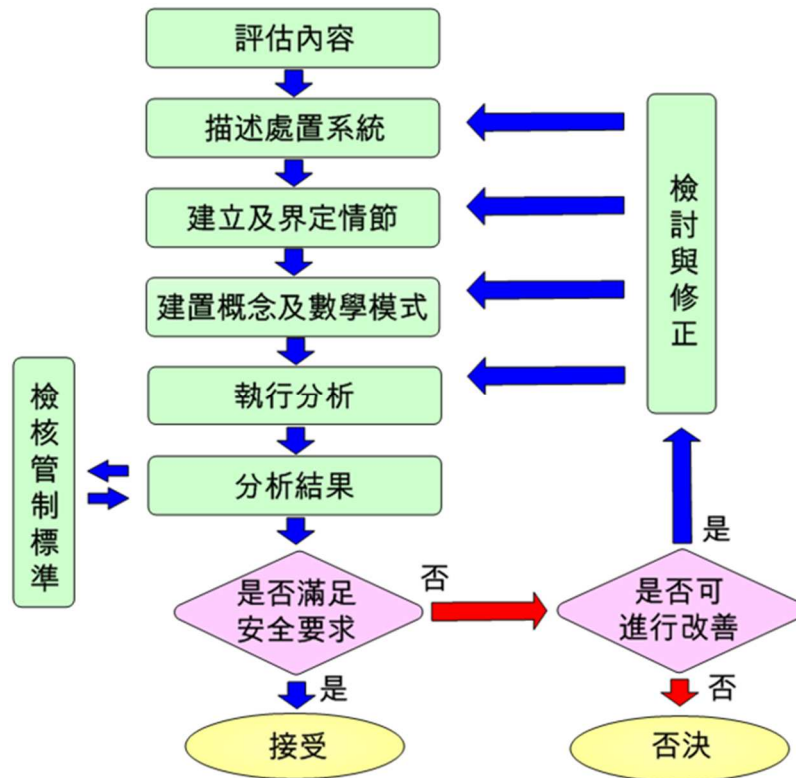 評估內容
描述處置系統
建立及界定情節
建置概念及數學模式
執行分析
分析結果
檢核管制標準
檢討與修正
是否滿足
安全要求
否
是
接受
是否可
進行改善
是
否
否決